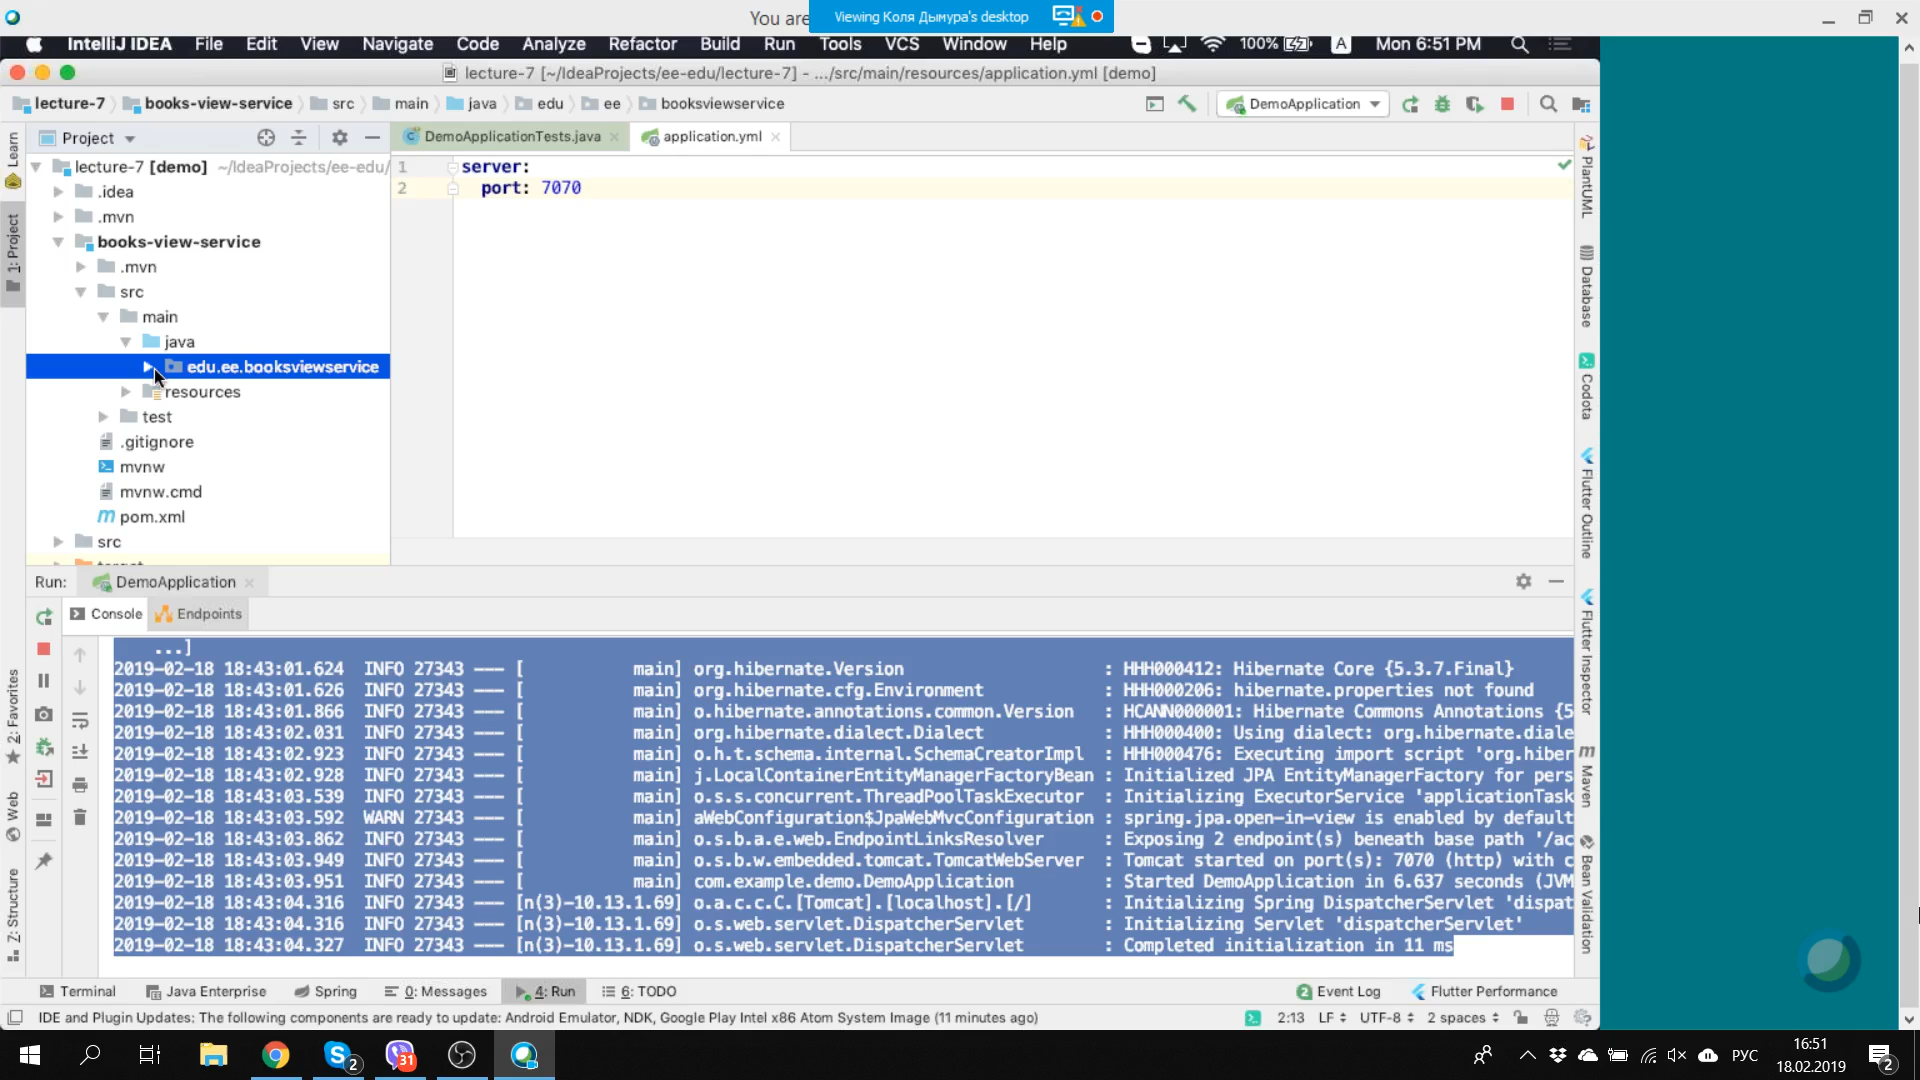 You are
Viewing Коля Дымура's desktop
IntelliJ IDEA File Edit View Navigate Code Analyze Refactor Build Run Tools VCS Window Help 100% A Mon 6:51 PM
lecture-7 [~/IdeaProjects/ee-edu/lecture-7] - .../src/main/resources/application.yml [demo]
lecture-7 books-view-service src main java edu ee booksviewservice DemoApplication
Project
DemoApplicationTests.java
application.yml
Learn
1: Project
2: Favorites
Web
Z: Structure
lecture-7 [demo] ~/IdeaProjects/ee-edu/
.idea
.mvn
books-view-service
.mvn
src
main
java
edu.ee.booksviewservice
resources
test
.gitignore
mvnw
mvnw.cmd
pom.xml
src
1 server:
2 port: 7070
PlantUML
Database
Codota
Flutter Outline
Flutter Inspector
Maven
Bean Validation
Run: DemoApplication
Console Endpoints
...]
2019-02-18 18:43:01.624 INFO 27343 --- [ main] org.hibernate.Version : HHH000412: Hibernate Core {5.3.7.Final}
2019-02-18 18:43:01.626 INFO 27343 --- [ main] org.hibernate.cfg.Environment : HHH000206: hibernate.properties not found
2019-02-18 18:43:01.866 INFO 27343 --- [ main] o.hibernate.annotations.common.Version : HCANN000001: Hibernate Commons Annotations {5
2019-02-18 18:43:02.031 INFO 27343 --- [ main] org.hibernate.dialect.Dialect : HHH000400: Using dialect: org.hibernate.diale
2019-02-18 18:43:02.923 INFO 27343 --- [ main] o.h.t.schema.internal.SchemaCreatorImpl : HHH000476: Executing import script 'org.hiber
2019-02-18 18:43:02.928 INFO 27343 --- [ main] j.LocalContainerEntityManagerFactoryBean : Initialized JPA EntityManagerFactory for pers
2019-02-18 18:43:03.539 INFO 27343 --- [ main] o.s.s.concurrent.ThreadPoolTaskExecutor : Initializing ExecutorService 'applicationTask
2019-02-18 18:43:03.592 WARN 27343 --- [ main] aWebConfiguration$JpaWebMvcConfiguration : spring.jpa.open-in-view is enabled by default
2019-02-18 18:43:03.862 INFO 27343 --- [ main] o.s.b.a.e.web.EndpointLinksResolver : Exposing 2 endpoint(s) beneath base path '/ac
2019-02-18 18:43:03.949 INFO 27343 --- [ main] o.s.b.w.embedded.tomcat.TomcatWebServer : Tomcat started on port(s): 7070 (http) with c
2019-02-18 18:43:03.951 INFO 27343 --- [ main] com.example.demo.DemoApplication : Started DemoApplication in 6.637 seconds (JVM
2019-02-18 18:43:04.316 INFO 27343 --- [n(3)-10.13.1.69] o.a.c.c.C.[Tomcat].[localhost].[/] : Initializing Spring DispatcherServlet 'dispat
2019-02-18 18:43:04.316 INFO 27343 --- [n(3)-10.13.1.69] o.s.web.servlet.DispatcherServlet : Initializing Servlet 'dispatcherServlet'
2019-02-18 18:43:04.327 INFO 27343 --- [n(3)-10.13.1.69] o.s.web.servlet.DispatcherServlet : Completed initialization in 11 ms
Terminal Java Enterprise Spring 0: Messages 4: Run 6: TODO 2 Event Log Flutter Performance
IDE and Plugin Updates: The following components are ready to update: Android Emulator, NDK, Google Play Intel x86 Atom System Image (11 minutes ago) 2:13 LF UTF-8 2 spaces
2 31 РУС 16:51
18.02.2019 2